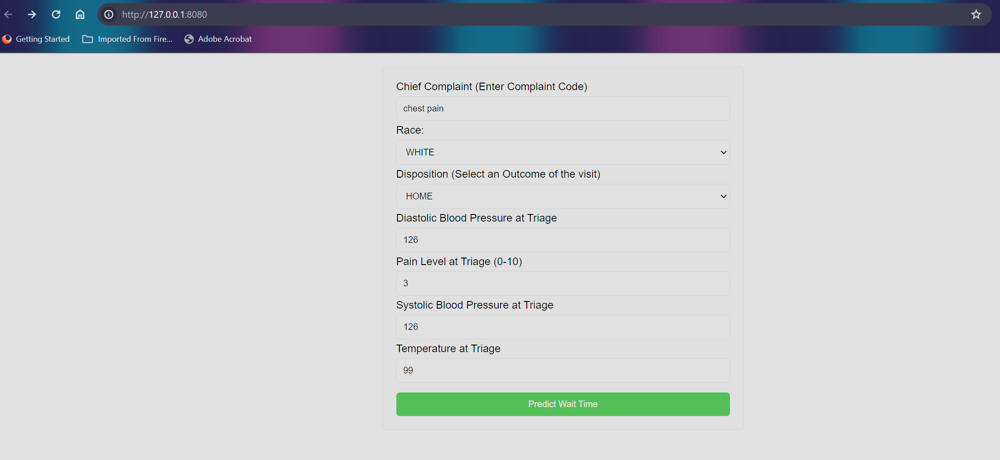 http://127.0.0.1:8080
Getting Started
Imported From Fire...
Adobe Acrobat
Chief Complaint (Enter Complaint Code)
chest pain
Race:
WHITE
Disposition (Select an Outcome of the visit)
HOME
Diastolic Blood Pressure at Triage
126
Pain Level at Triage (0-10)
3
Systolic Blood Pressure at Triage
126
Temperature at Triage
99
Predict Wait Time